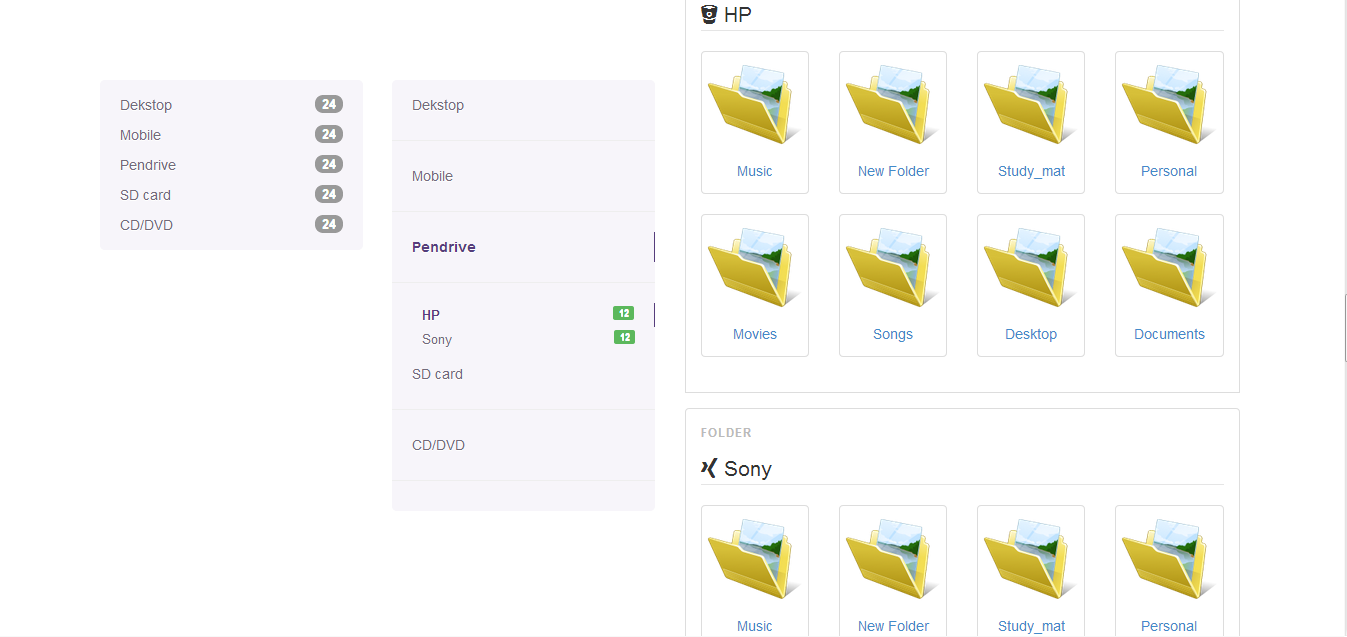 Dekstop 24
Mobile 24
Pendrive 24
SD card 24
CD/DVD 24
Dekstop
Mobile
Pendrive
HP 12
Sony 12
SD card
CD/DVD
HP
Music New Folder Study_mat Personal
Movies Songs Desktop Documents
FOLDER
Sony
Music New Folder Study_mat Personal